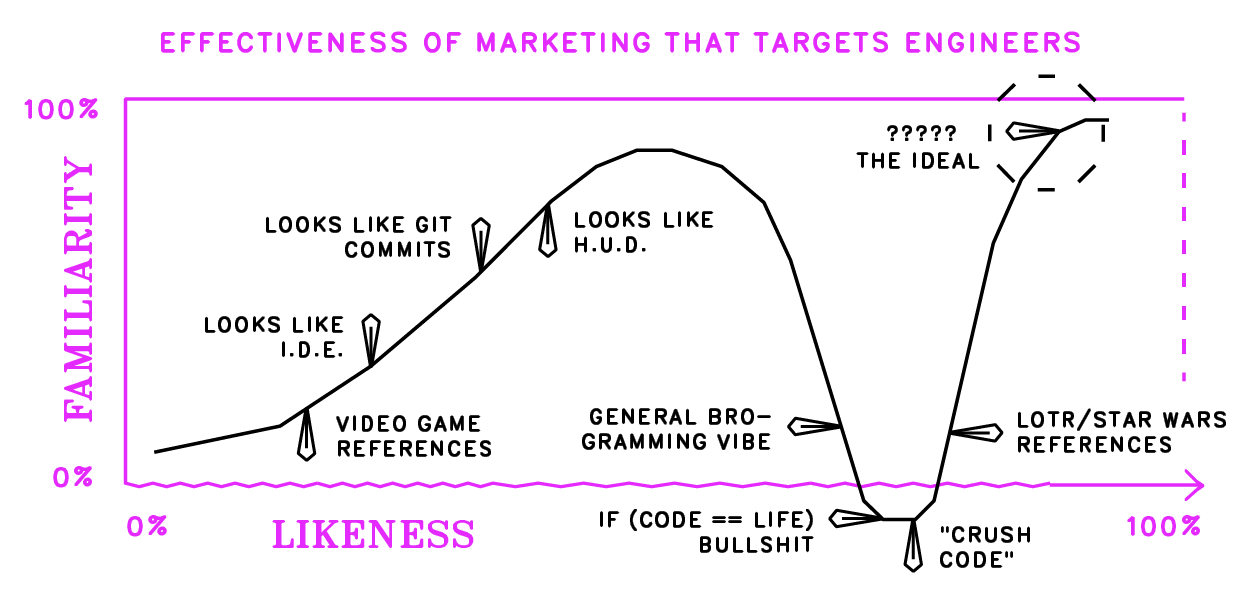 EFFECTIVENESS OF MARKETING THAT TARGETS ENGINEERS
100%
FAMILIARITY
0%
0%
LIKENESS
100%
VIDEO GAME
REFERENCES
LOOKS LIKE
I.D.E.
LOOKS LIKE GIT
COMMITS
LOOKS LIKE
H.U.D.
GENERAL BRO-
GRAMMING VIBE
IF (CODE == LIFE)
BULLSHIT
"CRUSH
CODE"
LOTR/STAR WARS
REFERENCES
?????
THE IDEAL